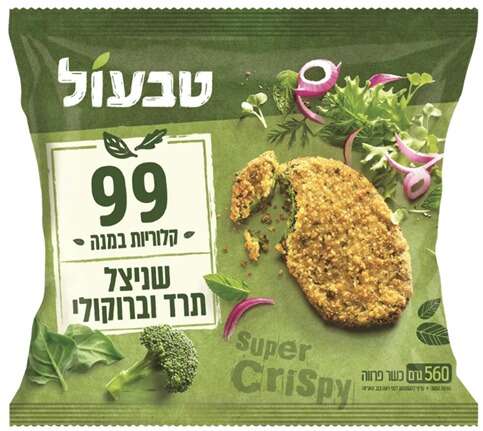 טבעול
99
קלוריות במנה
שניצל
תרד וברוקולי
Super
Crispy
560 גרם כשר פרווה